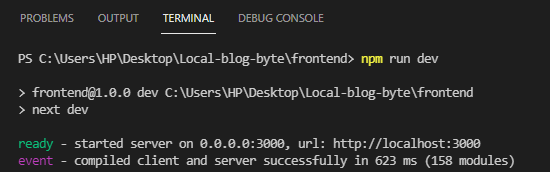 PROBLEMS OUTPUT TERMINAL DEBUG CONSOLE
PS C:\Users\HP\Desktop\Local-blog-byte\frontend> npm run dev
> frontend@1.0.0 dev C:\Users\HP\Desktop\Local-blog-byte\frontend
> next dev
ready - started server on 0.0.0.0:3000, url: http://localhost:3000
event - compiled client and server successfully in 623 ms (158 modules)